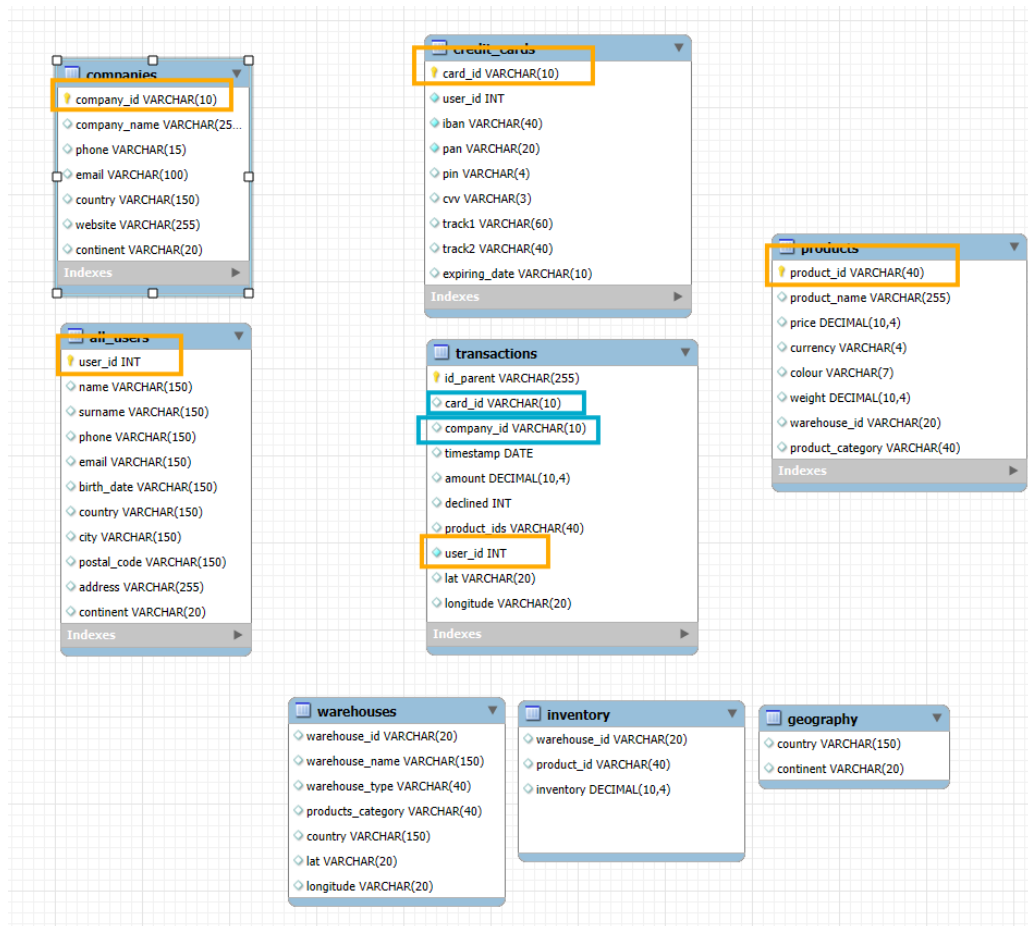 companies
company_id VARCHAR(10)
company_name VARCHAR(25...
phone VARCHAR(15)
email VARCHAR(100)
country VARCHAR(150)
website VARCHAR(255)
continent VARCHAR(20)
Indexes
credit_cards
card_id VARCHAR(10)
user_id INT
iban VARCHAR(40)
pan VARCHAR(20)
pin VARCHAR(4)
cvv VARCHAR(3)
track1 VARCHAR(60)
track2 VARCHAR(40)
expiring_date VARCHAR(10)
Indexes
products
product_id VARCHAR(40)
product_name VARCHAR(255)
price DECIMAL(10,4)
currency VARCHAR(4)
colour VARCHAR(7)
weight DECIMAL(10,4)
warehouse_id VARCHAR(20)
product_category VARCHAR(40)
Indexes
all_users
user_id INT
name VARCHAR(150)
surname VARCHAR(150)
phone VARCHAR(150)
email VARCHAR(150)
birth_date VARCHAR(150)
country VARCHAR(150)
city VARCHAR(150)
postal_code VARCHAR(150)
address VARCHAR(255)
continent VARCHAR(20)
Indexes
transactions
id_parent VARCHAR(255)
card_id VARCHAR(10)
company_id VARCHAR(10)
timestamp DATE
amount DECIMAL(10,4)
declined INT
product_ids VARCHAR(40)
user_id INT
lat VARCHAR(20)
longitude VARCHAR(20)
Indexes
warehouses
warehouse_id VARCHAR(20)
warehouse_name VARCHAR(150)
warehouse_type VARCHAR(40)
products_category VARCHAR(40)
country VARCHAR(150)
lat VARCHAR(20)
longitude VARCHAR(20)
inventory
warehouse_id VARCHAR(20)
product_id VARCHAR(40)
inventory DECIMAL(10,4)
geography
country VARCHAR(150)
continent VARCHAR(20)